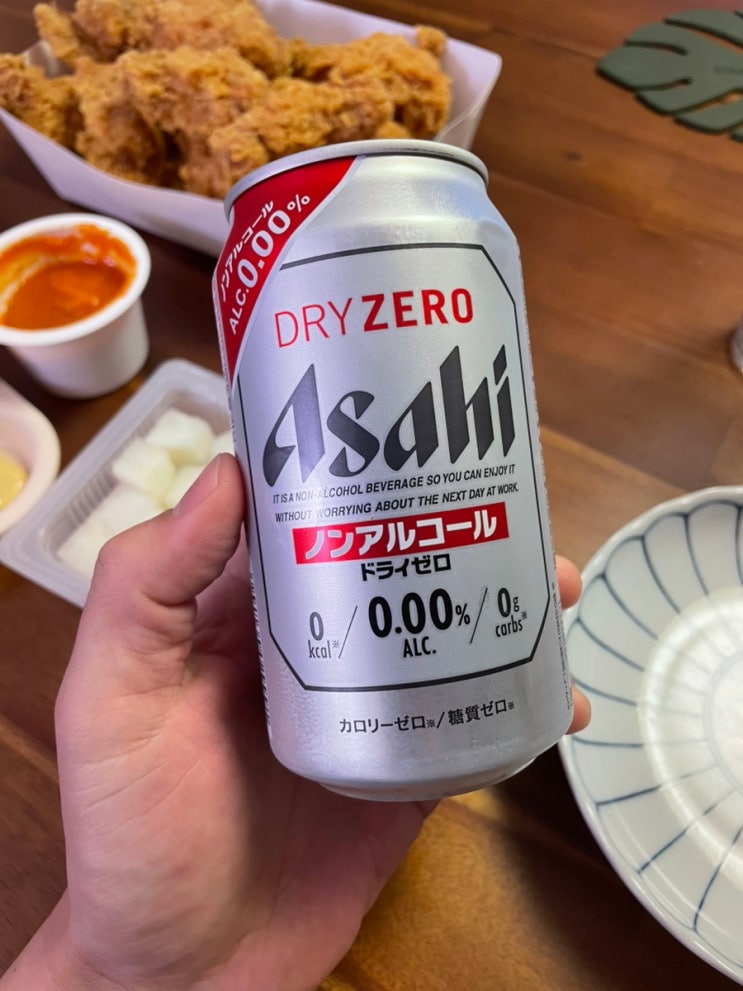 ノンアルコール
ALC.0.00%
DRY ZERO
Asahi
IT IS A NON-ALCOHOL BEVERAGE SO YOU CAN ENJOY IT
WITHOUT WORRYING ABOUT THE NEXT DAY AT WORK.
ノンアルコール
ドライゼロ
0 kcal※/ 0.00% ALC. / 0g carbs※
カロリーゼロ※/糖質ゼロ※